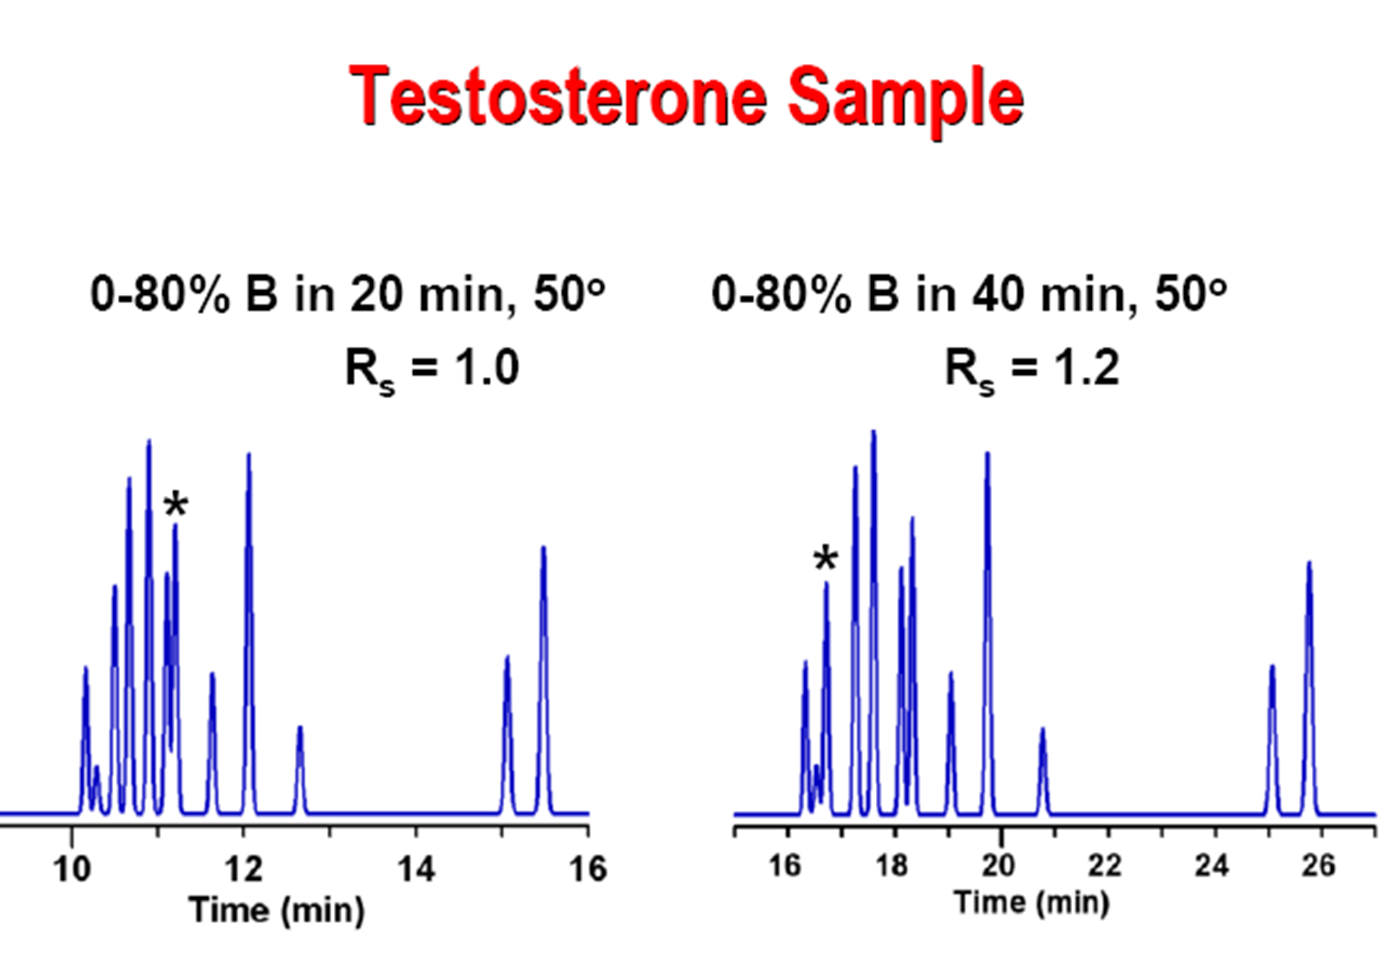 Testosterone Sample
0-80% B in 20 min, 50°
Rs = 1.0
0-80% B in 40 min, 50°
Rs = 1.2
*
*
10 12 14 16
Time (min)
16 18 20 22 24 26
Time (min)